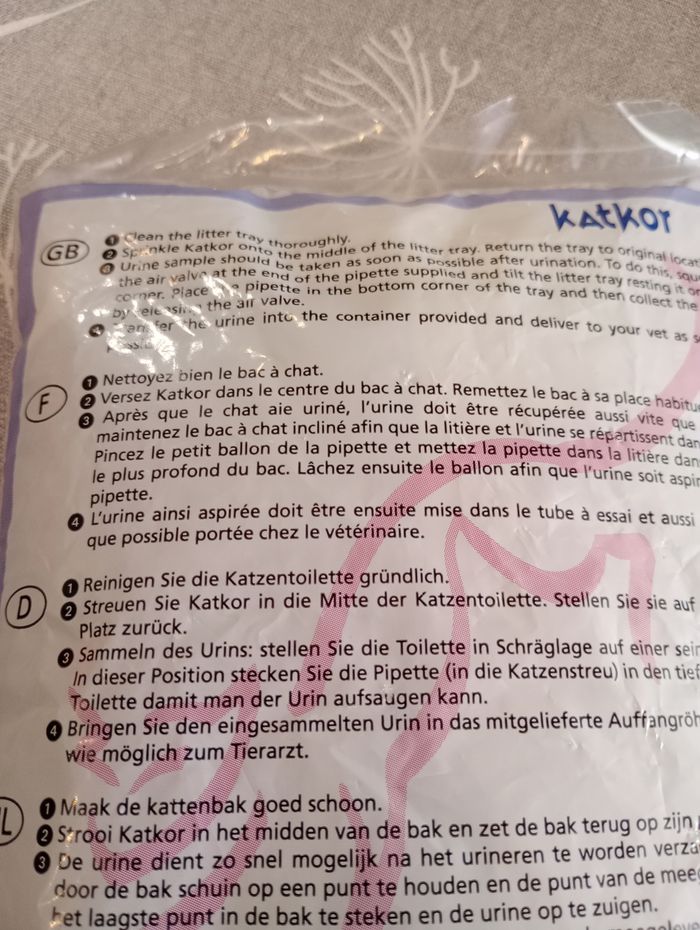 katkor
GB
❶ Clean the litter tray thoroughly.
❷ Sprinkle Katkor onto the middle of the litter tray. Return the tray to original locat
❸ Urine sample should be taken as soon as possible after urination. To do this, squ
the air valve at the end of the pipette supplied and tilt the litter tray resting it on
corner. Place the pipette in the bottom corner of the tray and then collect the
by releasing the air valve.
❹ Transfer the urine into the container provided and deliver to your vet as s
F
❶ Nettoyez bien le bac à chat.
❷ Versez Katkor dans le centre du bac à chat. Remettez le bac à sa place habitu
❸ Après que le chat aie uriné, l'urine doit être récupérée aussi vite que
maintenez le bac à chat incliné afin que la litière et l'urine se répartissent dan
Pincez le petit ballon de la pipette et mettez la pipette dans la litière dan
le plus profond du bac. Lâchez ensuite le ballon afin que l'urine soit aspir
pipette.
❹ L'urine ainsi aspirée doit être ensuite mise dans le tube à essai et aussi
que possible portée chez le vétérinaire.
D
❶ Reinigen Sie die Katzentoilette gründlich.
❷ Streuen Sie Katkor in die Mitte der Katzentoilette. Stellen Sie sie auf
Platz zurück.
❸ Sammeln des Urins: stellen Sie die Toilette in Schräglage auf einer sein
In dieser Position stecken Sie die Pipette (in die Katzenstreu) in den tief
Toilette damit man der Urin aufsaugen kann.
❹ Bringen Sie den eingesammelten Urin in das mitgelieferte Auffangröh
wie möglich zum Tierarzt.
L
❶ Maak de kattenbak goed schoon.
❷ Strooi Katkor in het midden van de bak en zet de bak terug op zijn
❸ De urine dient zo snel mogelijk na het urineren te worden verza
door de bak schuin op een punt te houden en de punt van de mee
het laagste punt in de bak te steken en de urine op te zuigen.